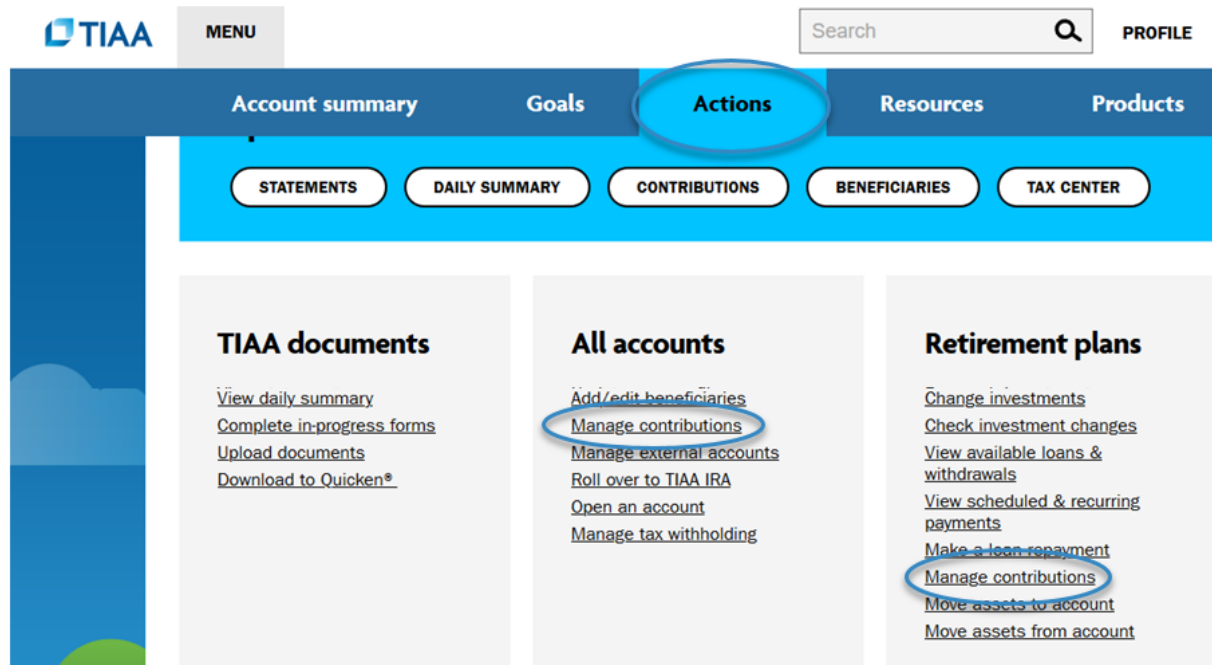 TIAA MENU Search PROFILE
Account summary Goals Actions Resources Products
STATEMENTS DAILY SUMMARY CONTRIBUTIONS BENEFICIARIES TAX CENTER
TIAA documents
View daily summary
Complete in-progress forms
Upload documents
Download to Quicken®
All accounts
Add/edit beneficiaries
Manage contributions
Manage external accounts
Roll over to TIAA IRA
Open an account
Manage tax withholding
Retirement plans
Change investments
Check investment changes
View available loans &
withdrawals
View scheduled & recurring
payments
Make a loan repayment
Manage contributions
Move assets to account
Move assets from account